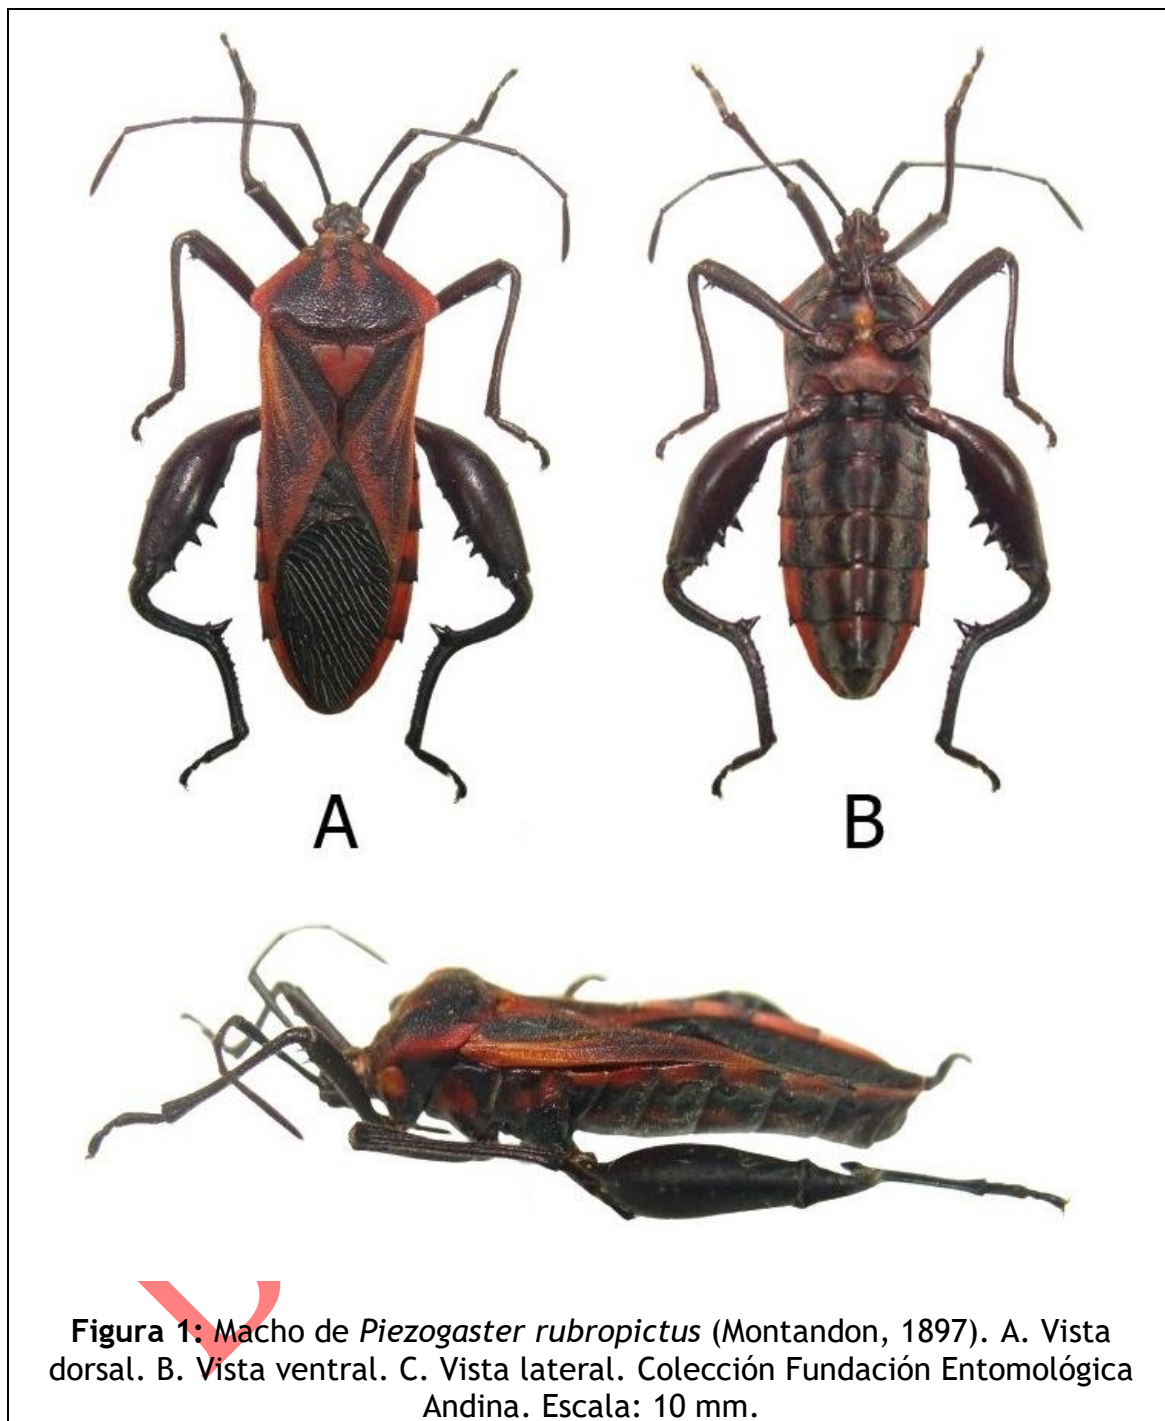 A
B
Figura 1: Macho de Piezogaster rubropictus (Montandon, 1897). A. Vista
dorsal. B. Vista ventral. C. Vista lateral. Colección Fundación Entomológica
Andina. Escala: 10 mm.